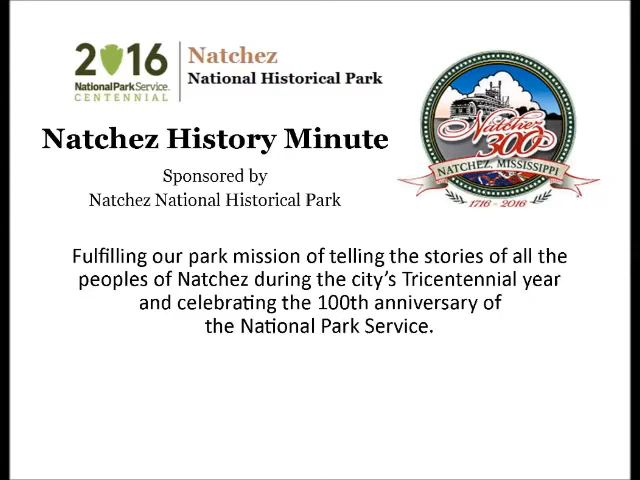 2016
National Park Service
CENTENNIAL
Natchez
National Historical Park
Natchez
300
NATCHEZ, MISSISSIPPI
1716 - 2016
Natchez History Minute
Sponsored by
Natchez National Historical Park
Fulfilling our park mission of telling the stories of all the
peoples of Natchez during the city's Tricentennial year
and celebrating the 100th anniversary of
the National Park Service.